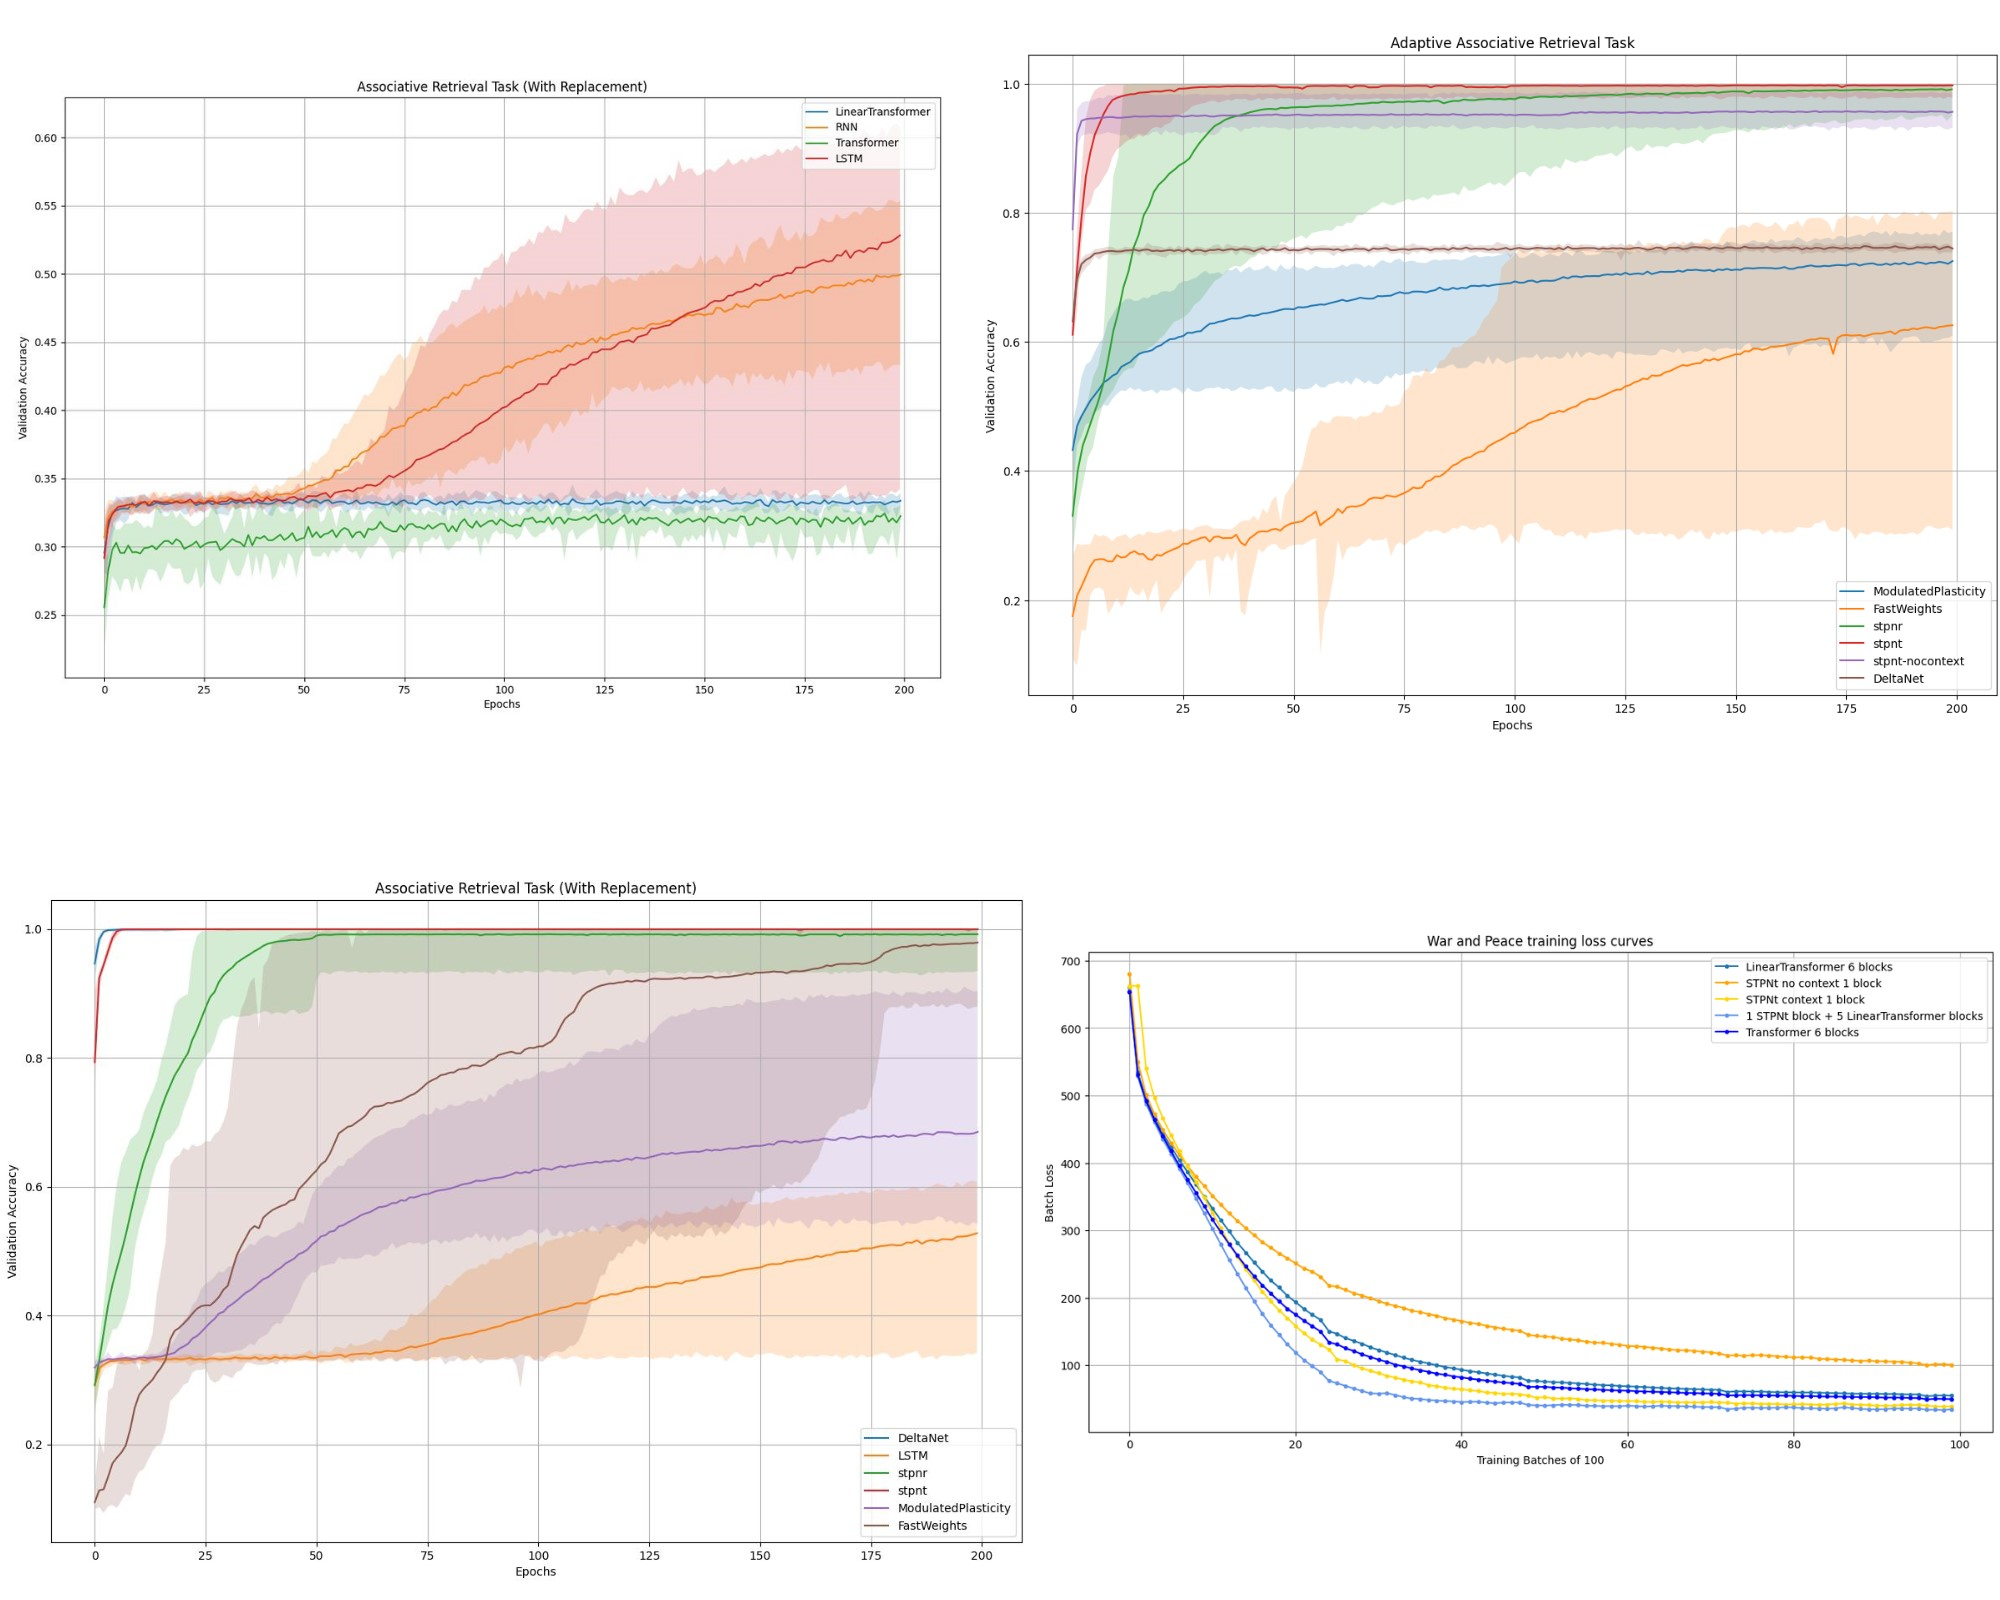 Associative Retrieval Task (With Replacement)
LinearTransformer
RNN
Transformer
LSTM
0.60
0.55
0.50
0.45
0.40
0.35
0.30
0.25
Validation Accuracy
0 25 50 75 100 125 150 175 200
Epochs
Adaptive Associative Retrieval Task
1.0
0.8
0.6
0.4
0.2
Validation Accuracy
ModulatedPlasticity
FastWeights
stpnr
stpnt
stpnt-nocontext
DeltaNet
0 25 50 75 100 125 150 175 200
Epochs
Associative Retrieval Task (With Replacement)
1.0
0.8
0.6
0.4
0.2
Validation Accuracy
DeltaNet
LSTM
stpnr
stpnt
ModulatedPlasticity
FastWeights
0 25 50 75 100 125 150 175 200
Epochs
War and Peace training loss curves
700
600
500
400
300
200
100
Batch Loss
LinearTransformer 6 blocks
STPNt no context 1 block
STPNt context 1 block
1 STPNt block + 5 LinearTransformer blocks
Transformer 6 blocks
0 20 40 60 80 100
Training Batches of 100